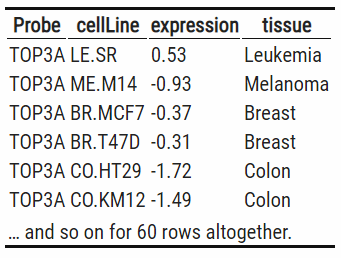 Probe cellLine expression tissue
TOP3A LE.SR 0.53 Leukemia
TOP3A ME.M14 -0.93 Melanoma
TOP3A BR.MCF7 -0.37 Breast
TOP3A BR.T47D -0.31 Breast
TOP3A CO.HT29 -1.72 Colon
TOP3A CO.KM12 -1.49 Colon
... and so on for 60 rows altogether.